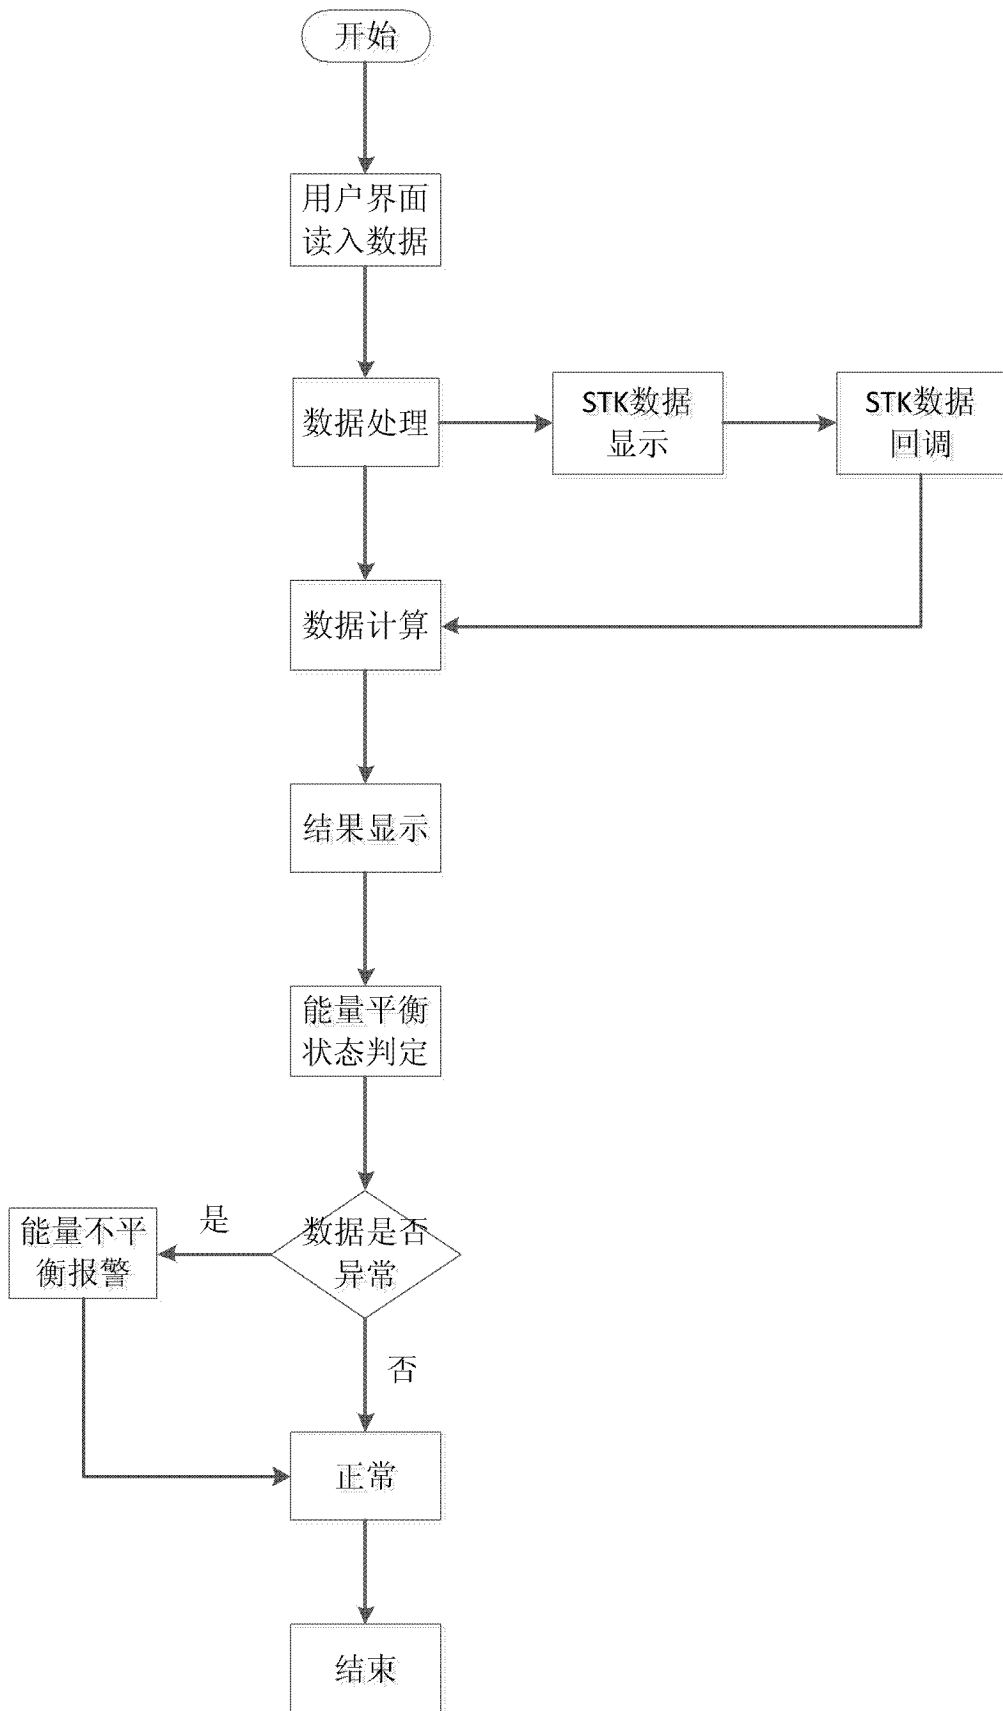 开始
用户界面
读入数据
数据处理
STK数据
显示
STK数据
回调
数据计算
结果显示
能量平衡
状态判定
数据是否
异常
是
能量不平
衡报警
否
正常
结束